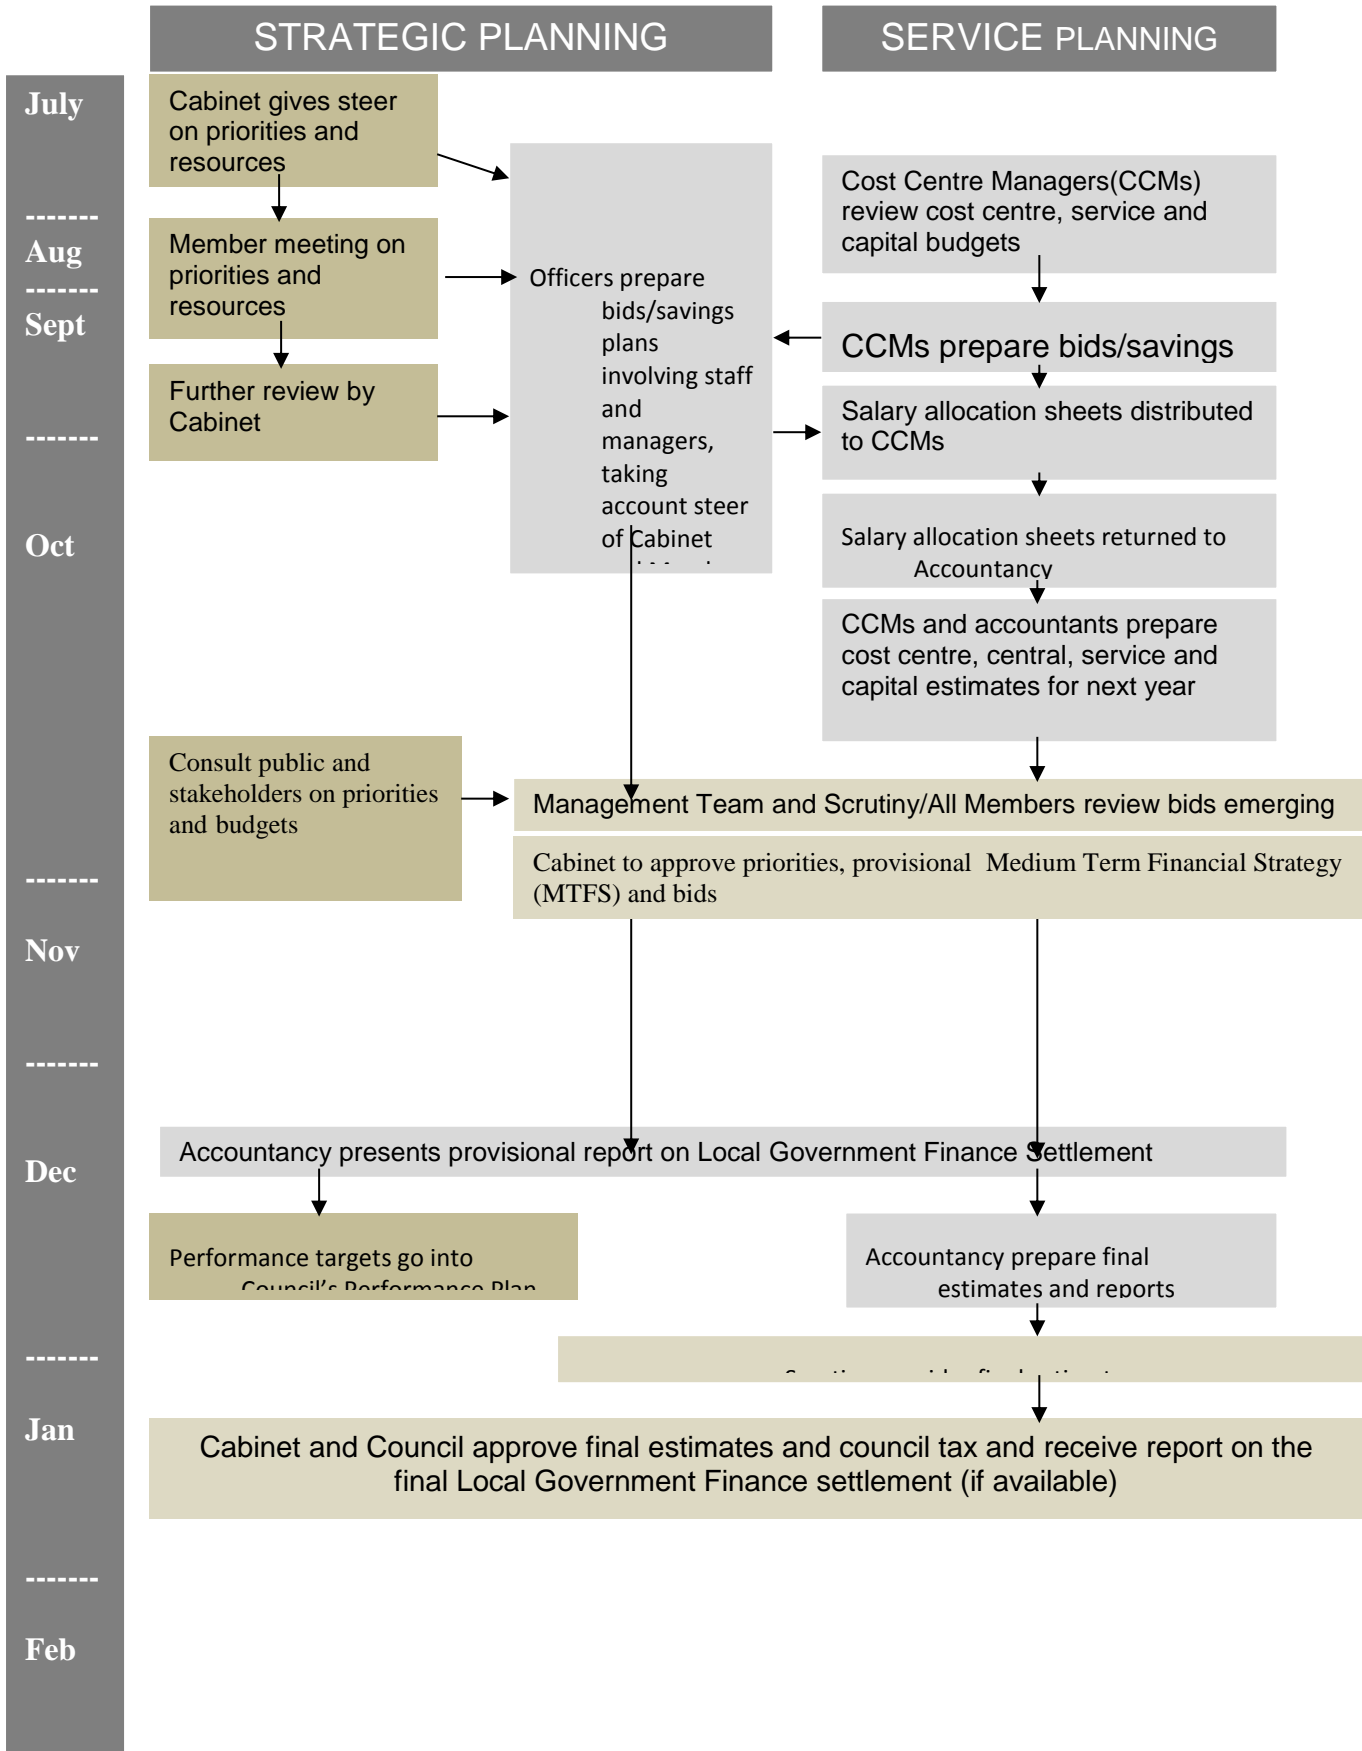 STRATEGIC PLANNING
SERVICE PLANNING
July
-------
Aug
-------
Sept
-------
Oct
-------
Nov
-------
Dec
-------
Jan
-------
Feb
Cabinet gives steer
on priorities and
resources
Member meeting on
priorities and
resources
Further review by
Cabinet
Officers prepare
bids/savings
plans
involving staff
and
managers,
taking
account steer
of Cabinet
Cost Centre Managers(CCMs)
review cost centre, service and
capital budgets
CCMs prepare bids/savings
Salary allocation sheets distributed
to CCMs
Salary allocation sheets returned to
Accountancy
CCMs and accountants prepare
cost centre, central, service and
capital estimates for next year
Consult public and
stakeholders on priorities
and budgets
Management Team and Scrutiny/All Members review bids emerging
Cabinet to approve priorities, provisional  Medium Term Financial Strategy
(MTFS) and bids
Accountancy presents provisional report on Local Government Finance Settlement
Performance targets go into
Council’s Performance Plan
Accountancy prepare final
estimates and reports
Cabinet and Council approve final estimates and council tax and receive report on the
final Local Government Finance settlement (if available)